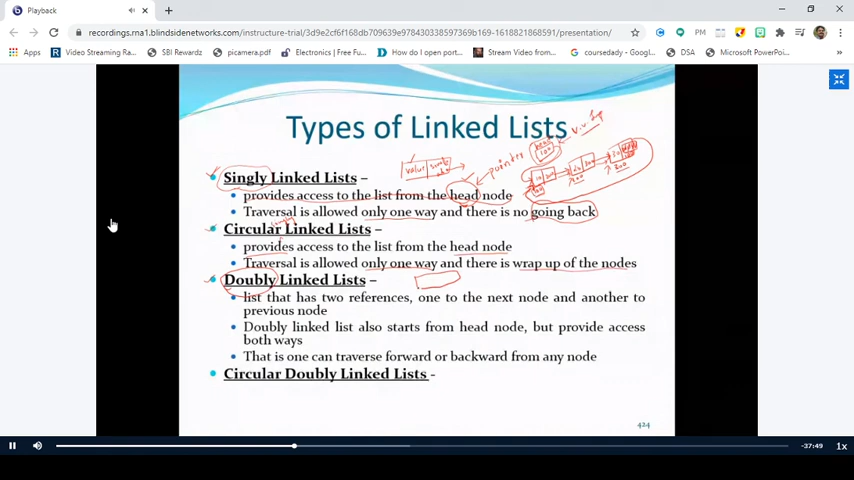 Playback
recordings.rna1.blindsidenetworks.com/instructure-trial/3d9e2cf6f168db709639e978430338597369b169-1618821868591/presentation/
PM
Apps
Video Streaming Ra...
SBI Rewardz
picamera.pdf
Electronics | Free Fu...
How do I open port...
Stream Video from...
coursedady - Googl...
DSA
Microsoft PowerPoi...
Types of Linked Lists
head
100
v.v. Imp
value
pointer
Singly Linked Lists –
provides access to the list from the head node
Traversal is allowed only one way and there is no going back
Circular Linked Lists –
provides access to the list from the head node
Traversal is allowed only one way and there is wrap up of the nodes
Doubly Linked Lists –
list that has two references, one to the next node and another to
previous node
Doubly linked list also starts from head node, but provide access
both ways
That is one can traverse forward or backward from any node
Circular Doubly Linked Lists -
424
-37:49
1x